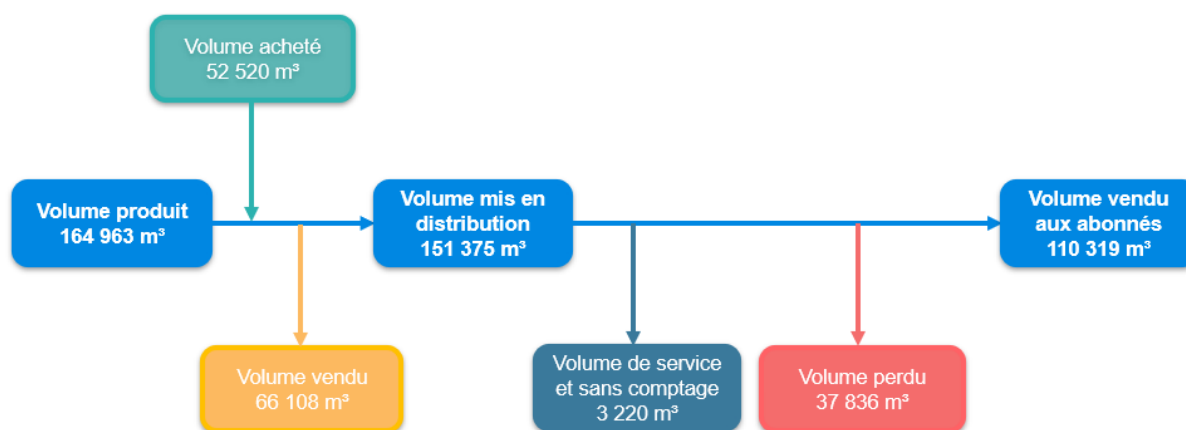 Volume acheté
52 520 m³
Volume produit
164 963 m³
Volume mis en
distribution
151 375 m³
Volume vendu
aux abonnés
110 319 m³
Volume vendu
66 108 m³
Volume de service
et sans comptage
3 220 m³
Volume perdu
37 836 m³